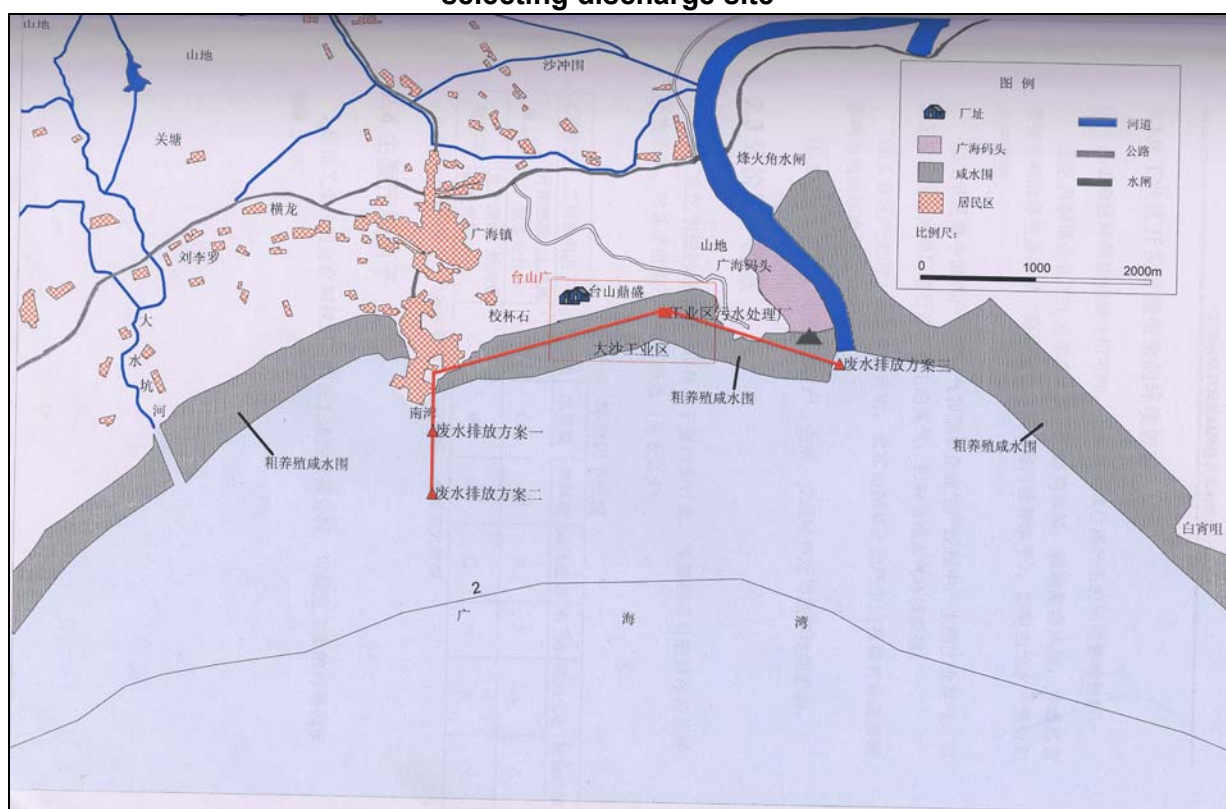 selecting discharge site
山地
山地
沙冲围
关塘
烽火角水闸
横龙
刘李罗
广海镇
山地
广海码头
台山广一
台山鼎盛
校杯石
工业区污水处理厂
大沙工业区
大
水
坑
河
废水排放方案三
粗养殖咸水围
南湾
废水排放方案一
粗养殖咸水围
粗养殖咸水围
废水排放方案二
白宵咀
2
广 海 湾
图 例
厂址
河道
广海码头
公路
咸水围
水闸
居民区
比例尺:
0 1000 2000m